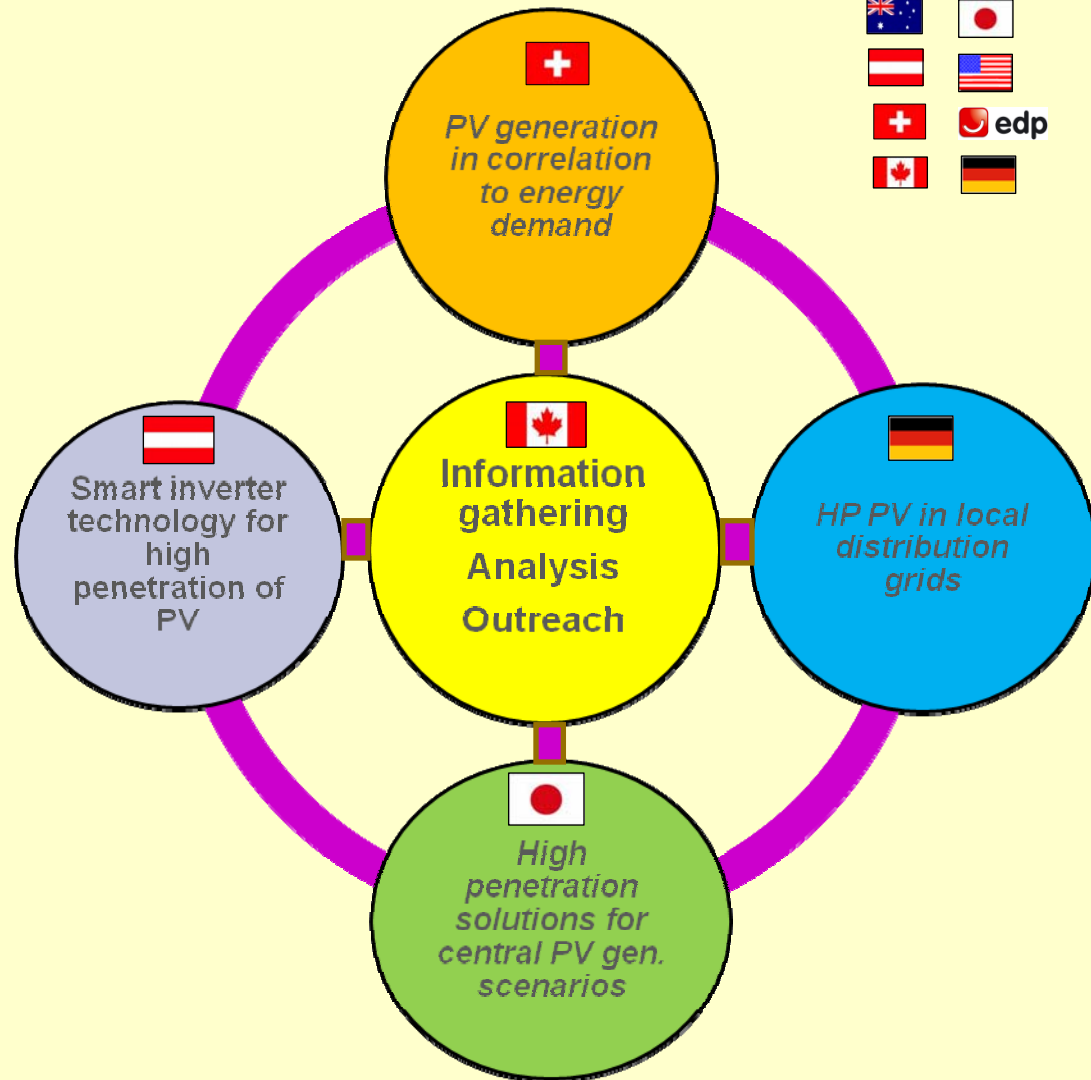 edp
PV generation
in correlation
to energy
demand
Information
gathering
Analysis
Outreach
Smart inverter
technology for
high
penetration of
PV
HP PV in local
distribution
grids
High
penetration
solutions for
central PV gen.
scenarios